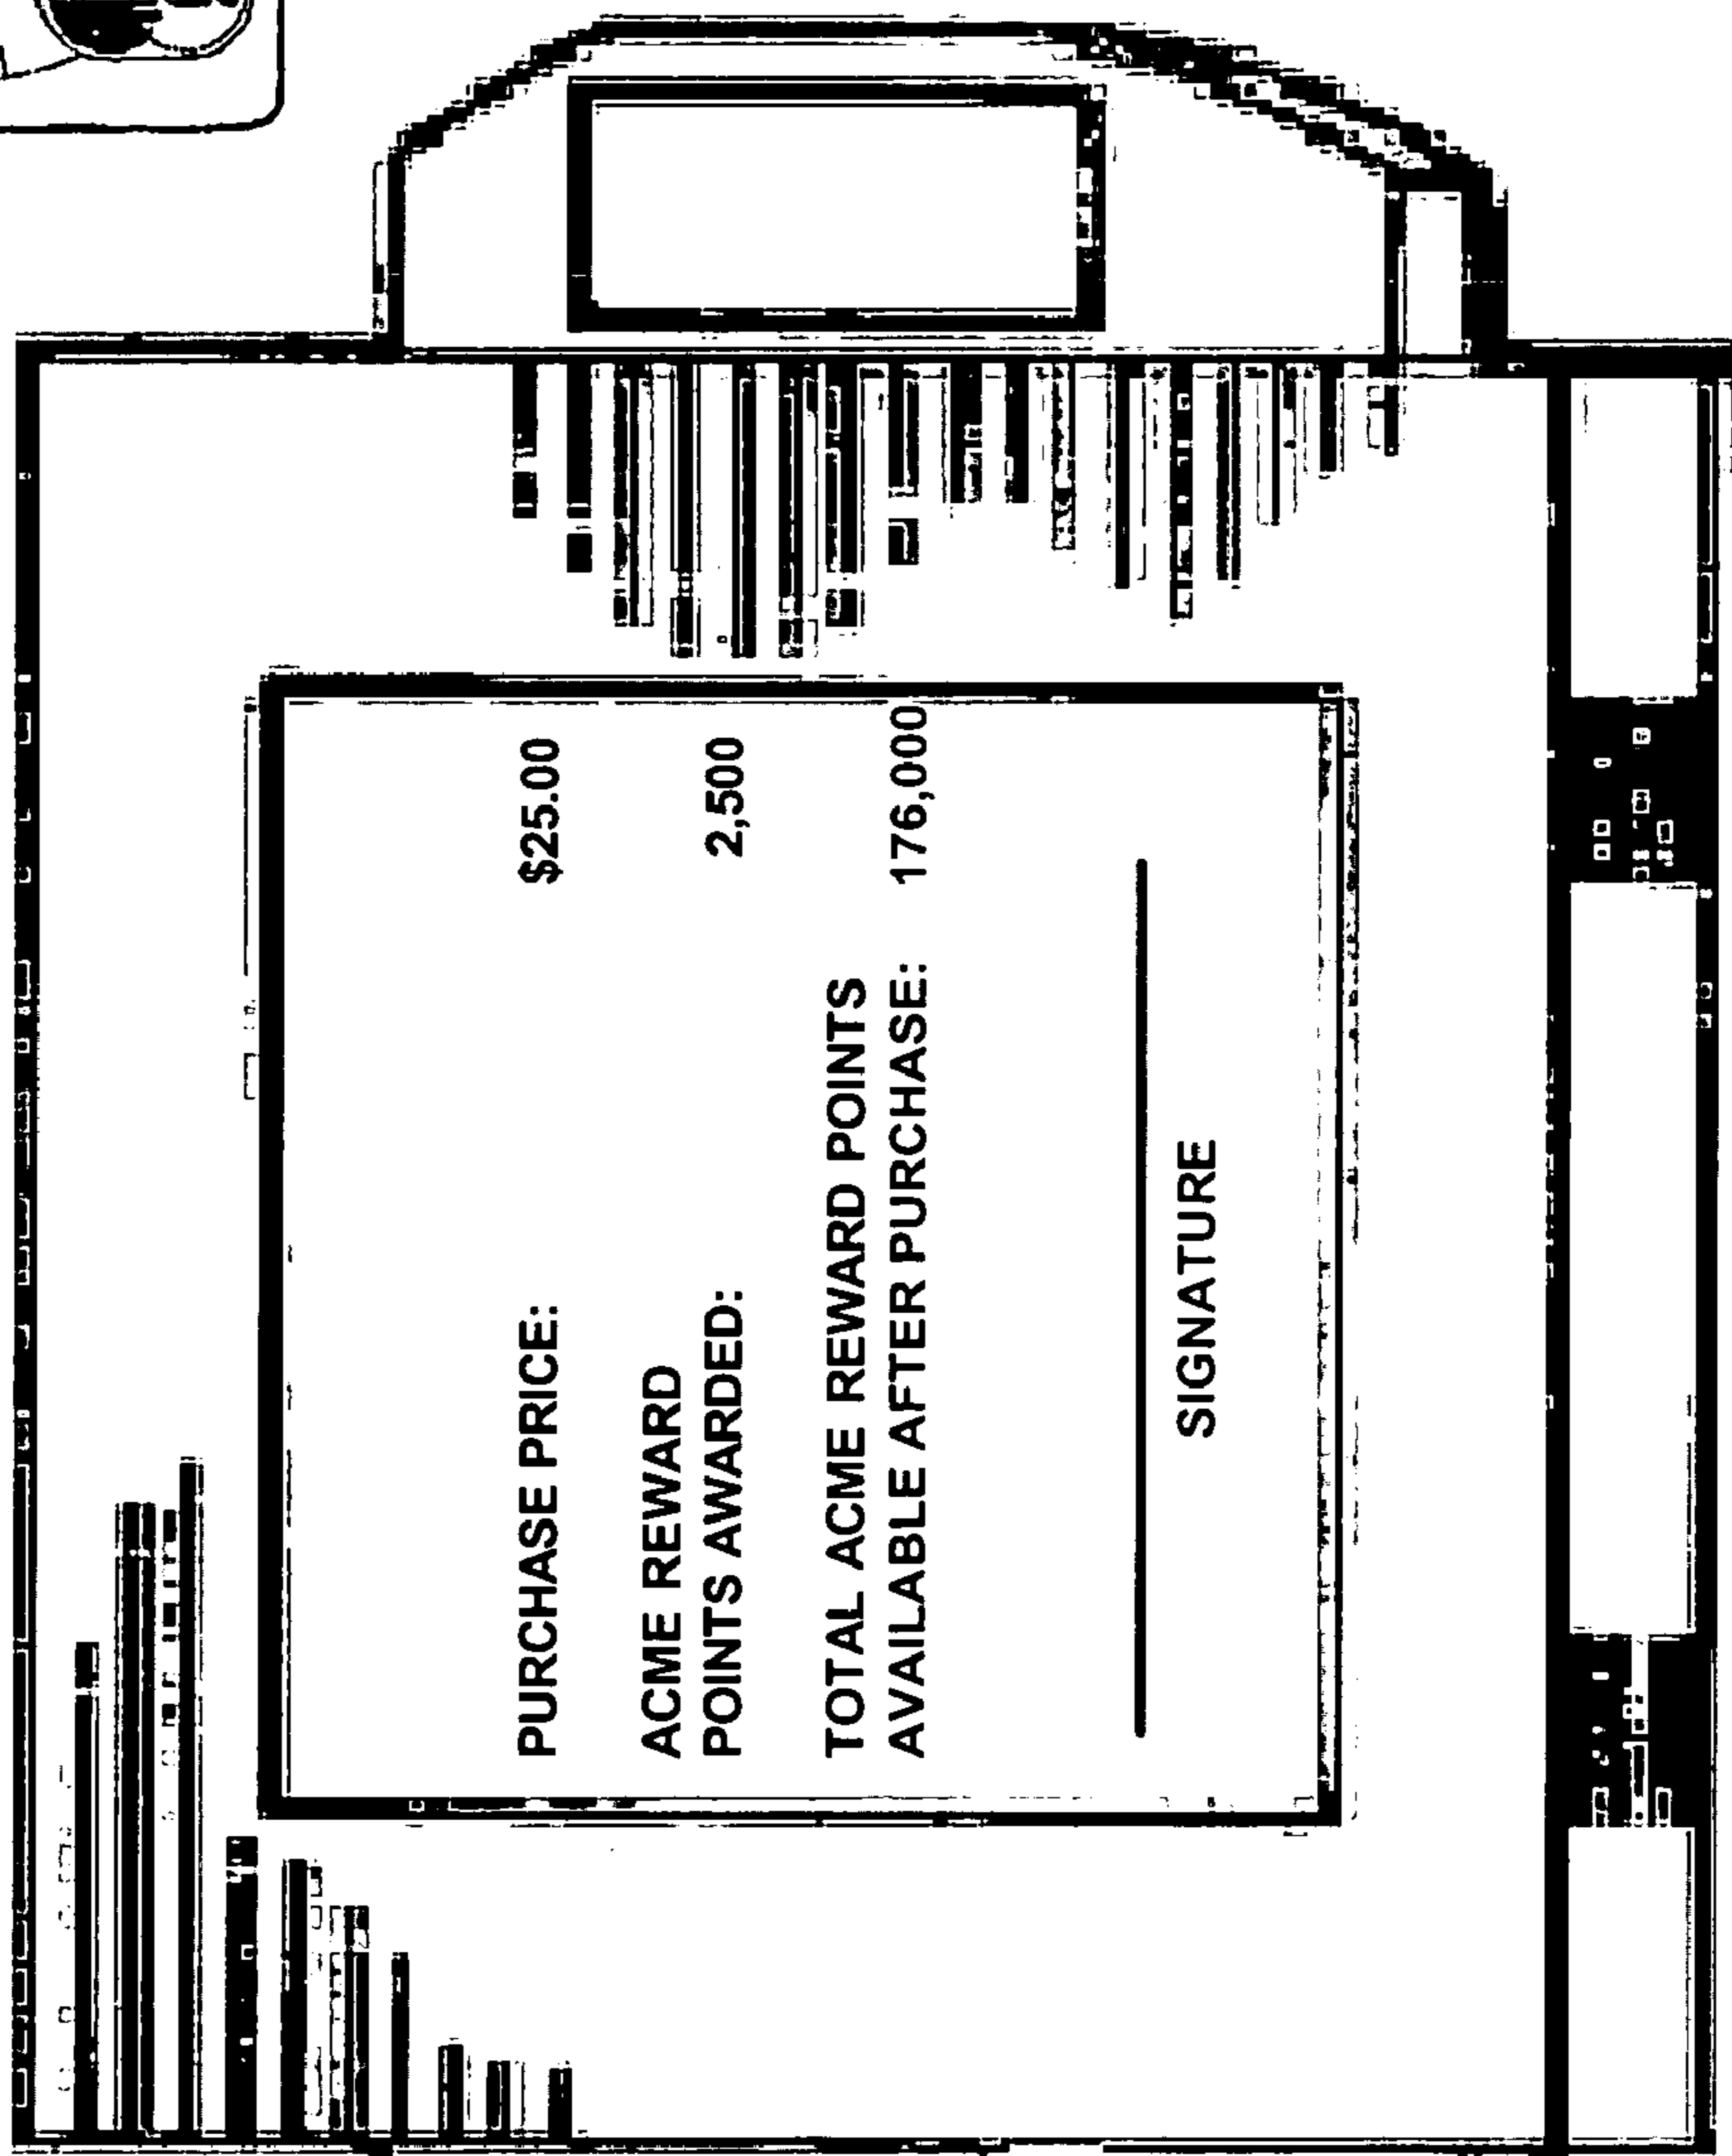 PURCHASE PRICE: $25.00
ACME REWARD
POINTS AWARDED: 2,500
TOTAL ACME REWARD POINTS
AVAILABLE AFTER PURCHASE: 176,000
SIGNATURE